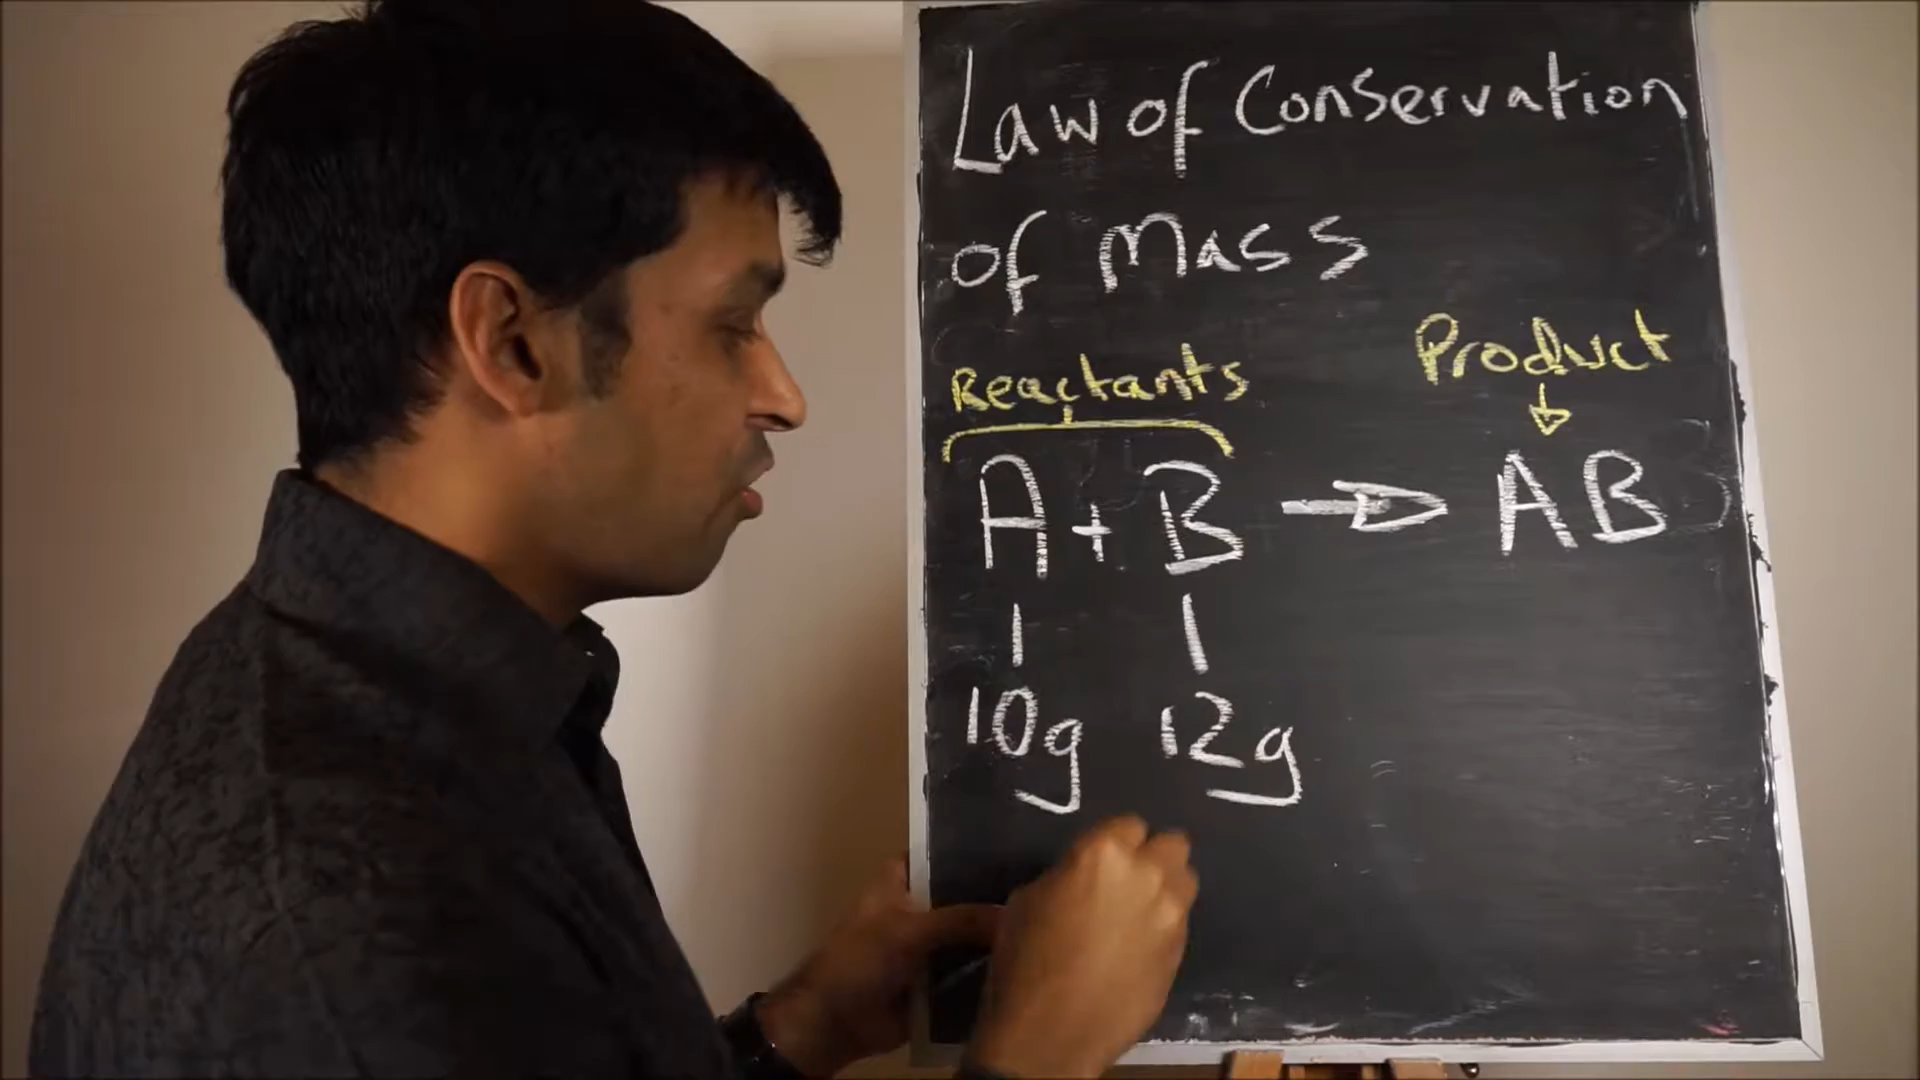 Law of Conservation
of Mass
Reactants
Product
A + B → AB
10g 12g